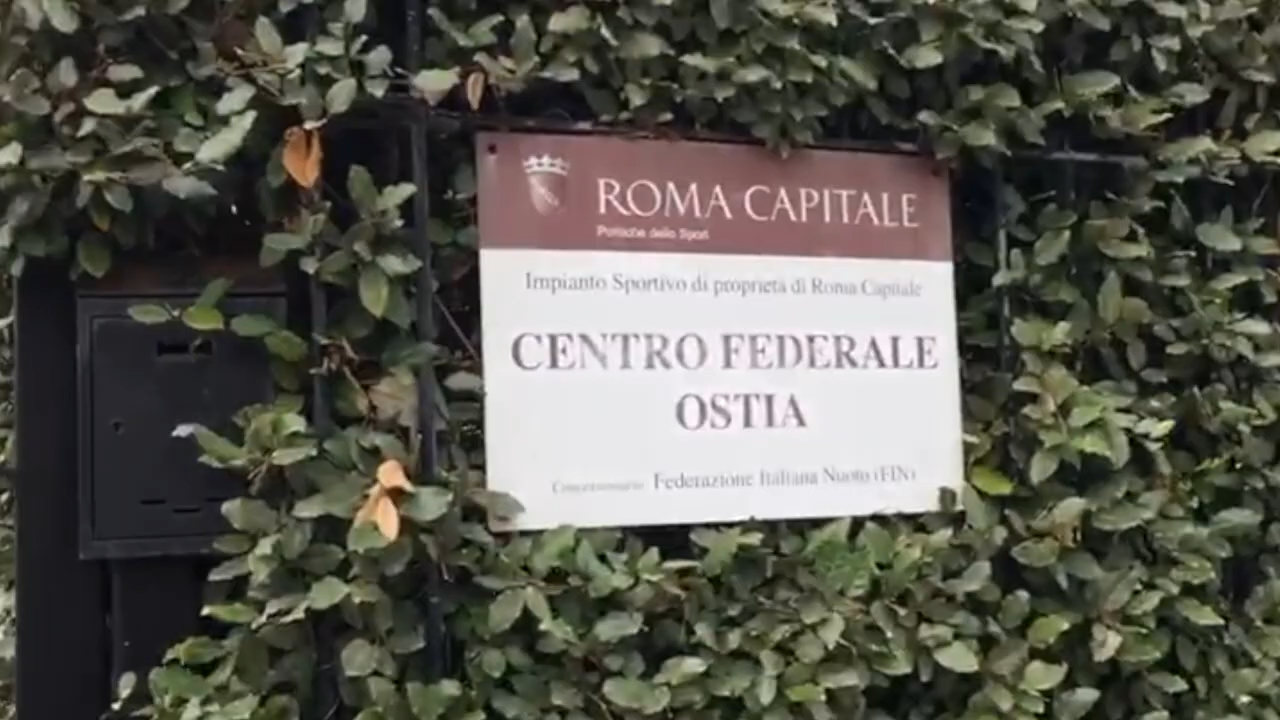 ROMA CAPITALE
Politiche dello Sport
Impianto Sportivo di proprietà di Roma Capitale
CENTRO FEDERALE
OSTIA
Concessionario: Federazione Italiana Nuoto (FIN)